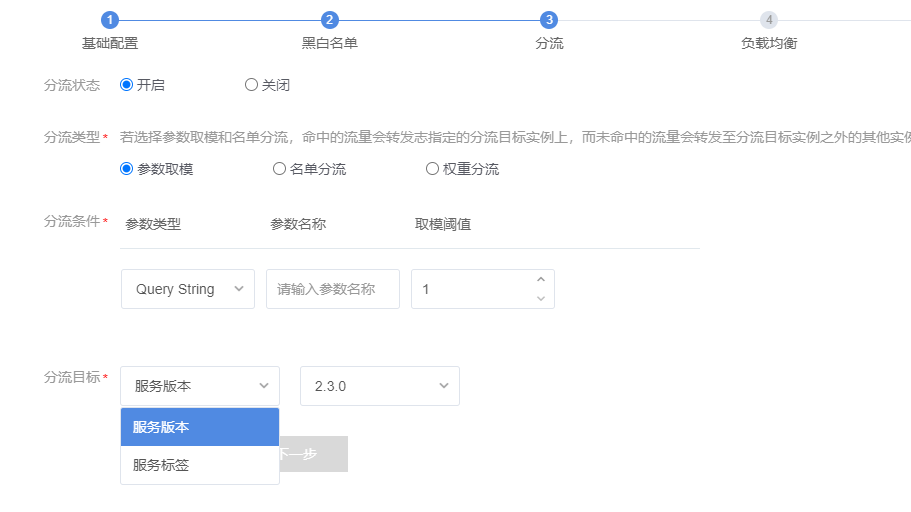 1 2 3 4
基础配置 黑白名单 分流 负载均衡
分流状态 开启 关闭
分流类型* 若选择参数取模和名单分流，命中的流量会转发志指定的分流目标实例上，而未命中的流量会转发至分流目标实例之外的其他实例
参数取模 名单分流 权重分流
分流条件* 参数类型 参数名称 取模阈值
Query String 请输入参数名称 1
分流目标* 服务版本 2.3.0
服务版本
下一步
服务标签